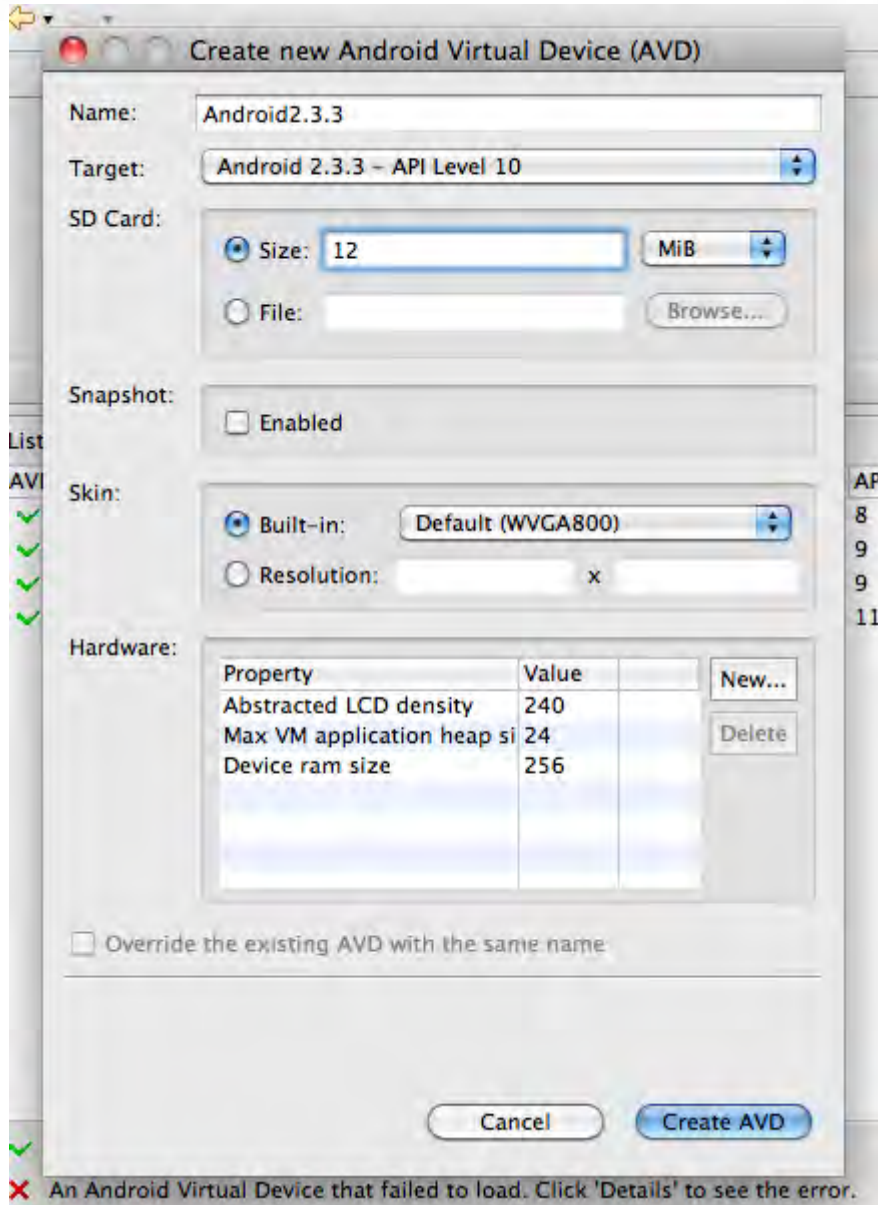 Create new Android Virtual Device (AVD)
Name: Android2.3.3
Target: Android 2.3.3 – API Level 10
SD Card:
Size: 12 MiB
File: Browse...
Snapshot:
Enabled
List
AVI AP
Skin:
8
Built-in: Default (WVGA800)
9
Resolution: x
9
11
Hardware:
Property Value New...
Abstracted LCD density 240
Max VM application heap si 24 Delete
Device ram size 256
Override the existing AVD with the same name
Cancel Create AVD
An Android Virtual Device that failed to load. Click 'Details' to see the error.